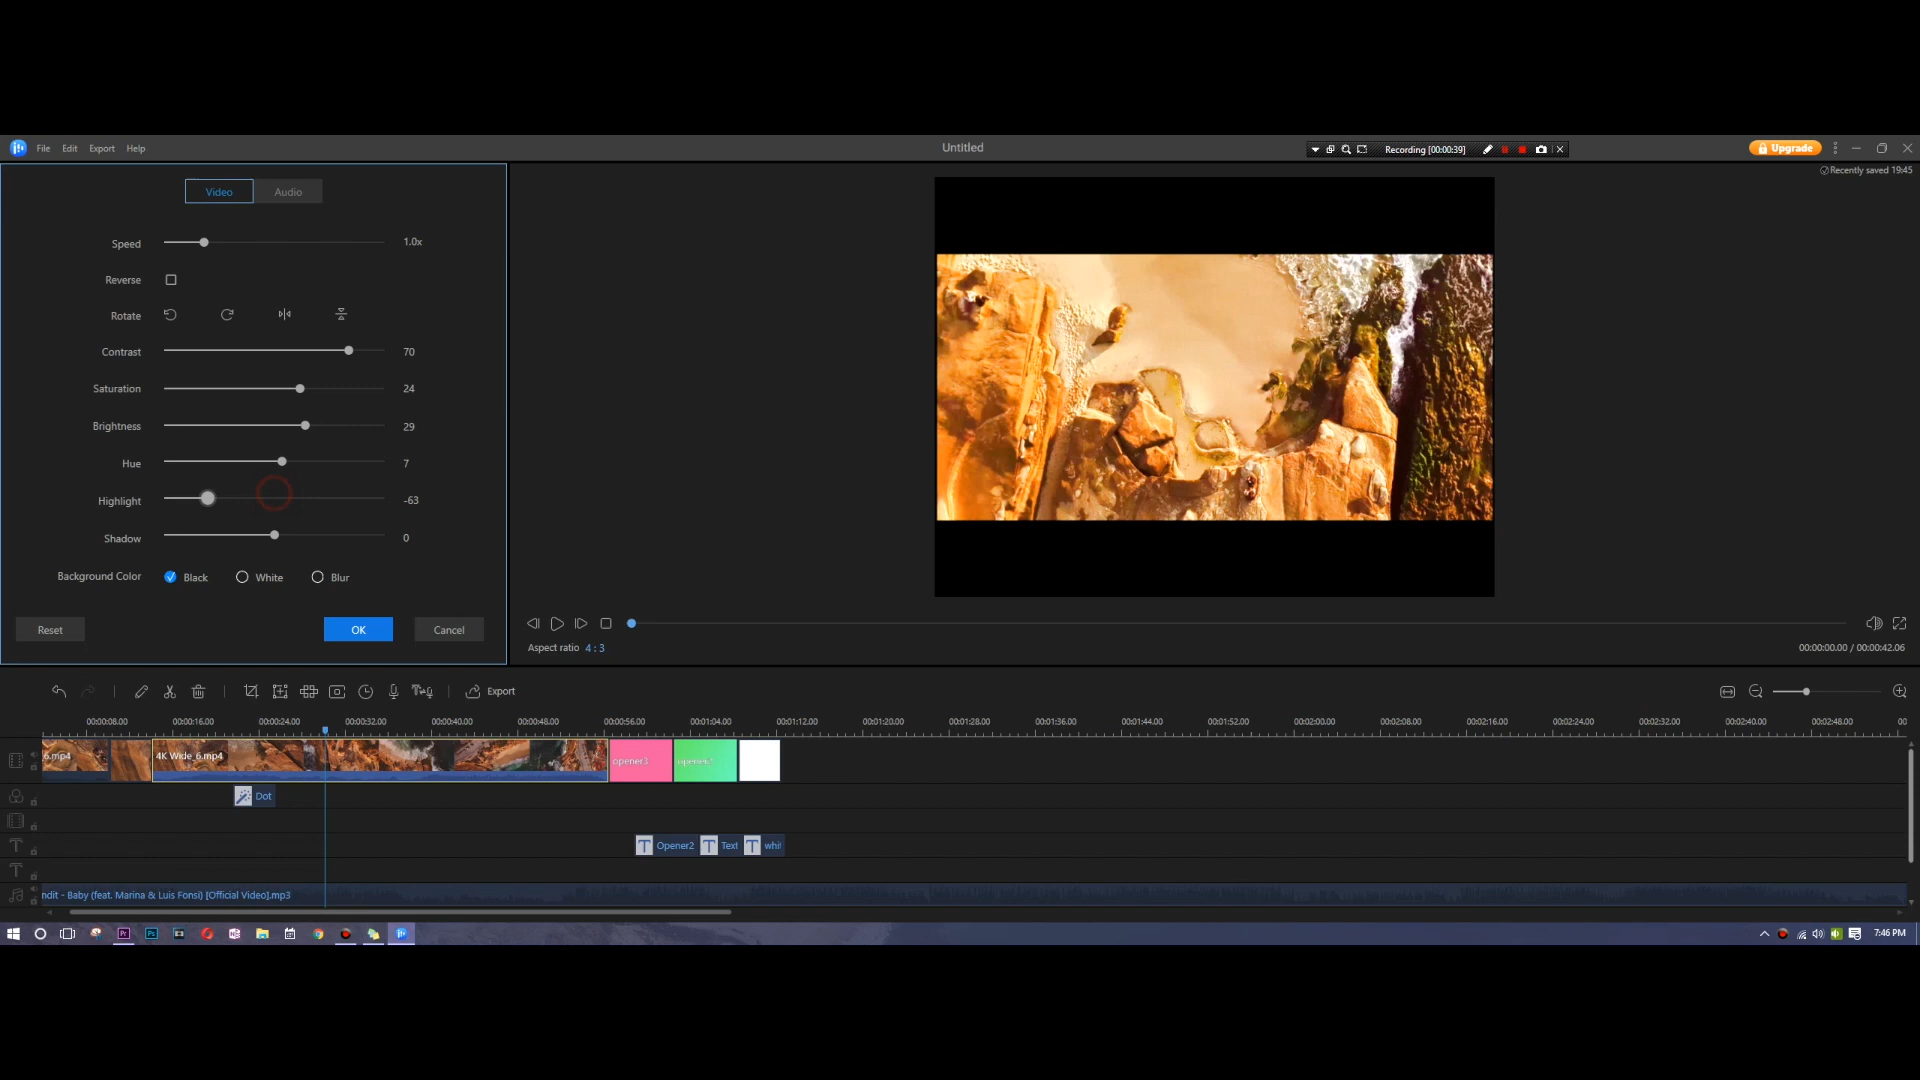 File Edit Export Help
Untitled
Recording [00:00:39]
Upgrade
Recently saved 19:45
Video Audio
Speed 1.0x
Reverse
Rotate
Contrast 70
Saturation 24
Brightness 29
Hue 7
Highlight -63
Shadow 0
Background Color Black White Blur
Reset OK Cancel
Aspect ratio 4 : 3
00:00:00.00 / 00:00:42.06
Export
00:00:08.00 00:00:16.00 00:00:24.00 00:00:32.00 00:00:40.00 00:00:48.00 00:00:56.00 00:01:04.00 00:01:12.00 00:01:20.00 00:01:28.00 00:01:36.00 00:01:44.00 00:01:52.00 00:02:00.00 00:02:08.00 00:02:16.00 00:02:24.00 00:02:32.00 00:02:40.00 00:02:48.00 00
6.mp4 4K Wide_6.mp4 opener3
Dot
Opener2 Text whi
ndit - Baby (feat. Marina & Luis Fonsi) [Official Video].mp3
Pr Ps
7:46 PM